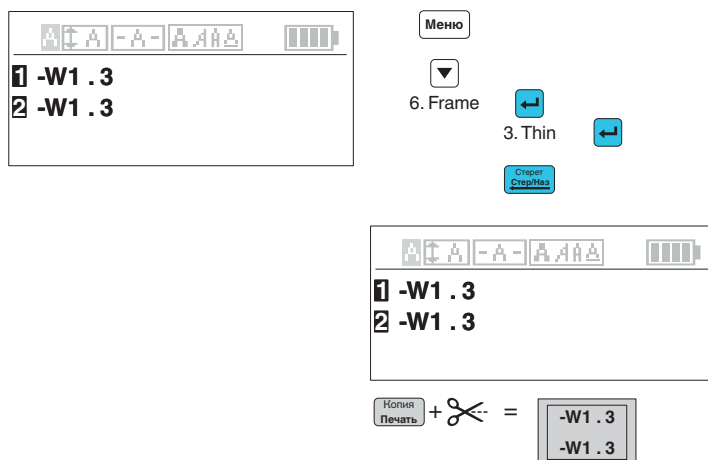 A A -A- A A A A
1 -W1 . 3
2 -W1 . 3
Меню
▼
6. Frame ↵
3. Thin ↵
Стерет
Стер/Наз
A A -A- A A A A
1 -W1 . 3
2 -W1 . 3
Копия
Печать + =
-W1 . 3
-W1 . 3